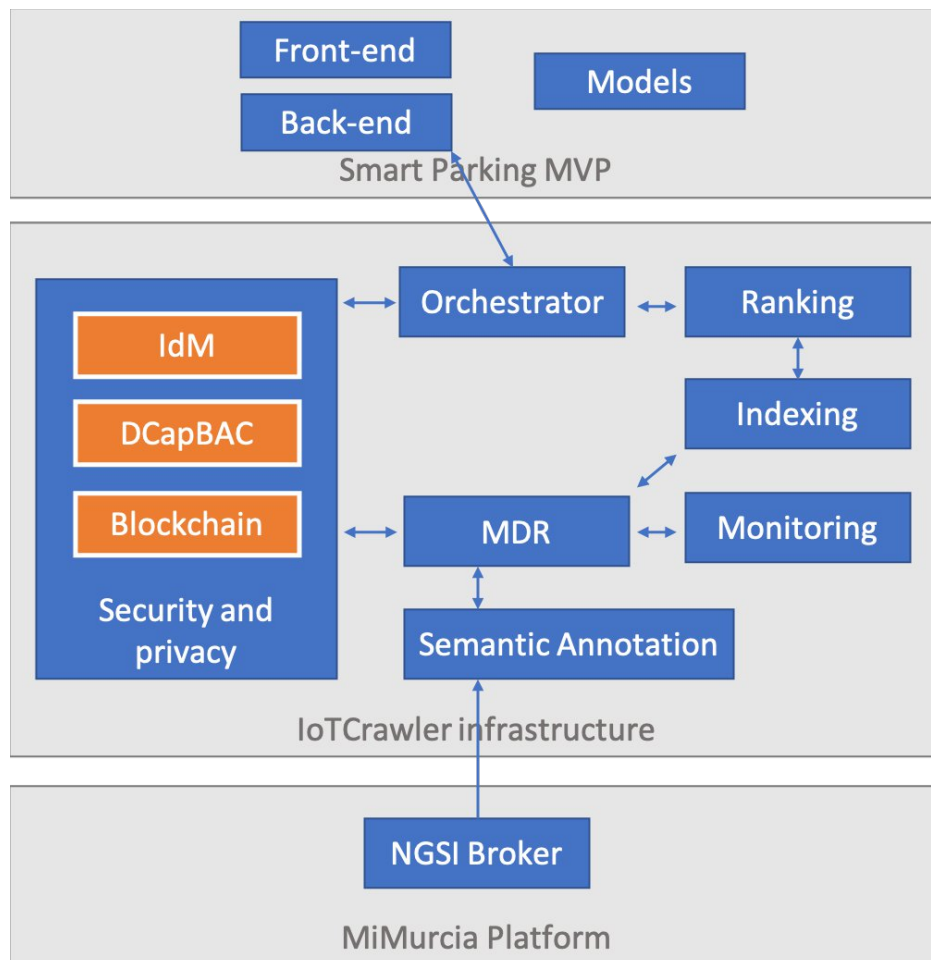 Front-end
Models
Back-end
Smart Parking MVP
Orchestrator
Ranking
IdM
Indexing
DCapBAC
Blockchain
MDR
Monitoring
Security and
privacy
Semantic Annotation
IoTCrawler infrastructure
NGSI Broker
MiMurcia Platform